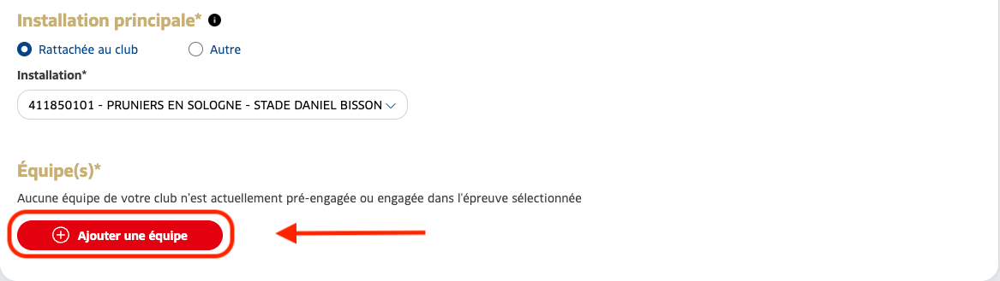 Installation principale* i
Rattachée au club Autre
Installation*
411850101 - PRUNIERS EN SOLOGNE - STADE DANIEL BISSON
Équipe(s)*
Aucune équipe de votre club n'est actuellement pré-engagée ou engagée dans l'épreuve sélectionnée
Ajouter une équipe